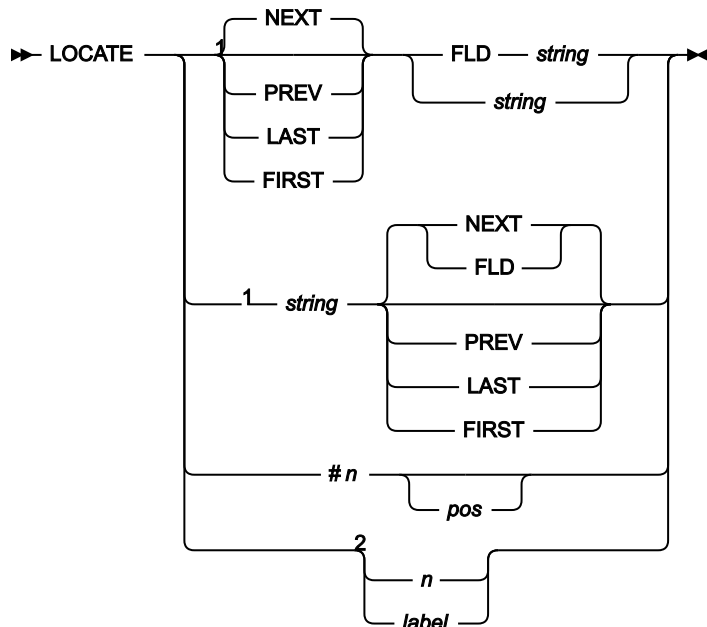 NEXT
LOCATE 1 FLD string
PREV string
LAST
FIRST
NEXT
FLD
1 string
PREV
LAST
FIRST
# n
pos
2
n
label